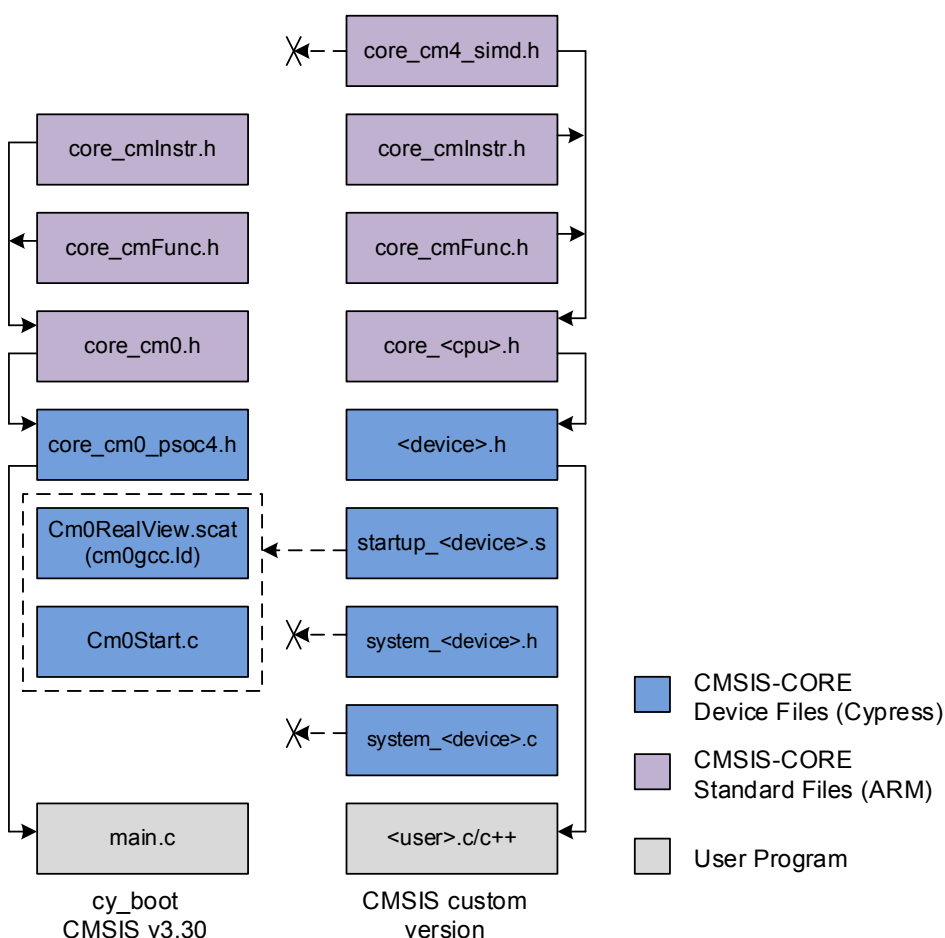 core_cm4_simd.h
core_cmInstr.h
core_cmInstr.h
core_cmFunc.h
core_cmFunc.h
core_cm0.h
core_<cpu>.h
core_cm0_psoc4.h
<device>.h
Cm0RealView.scat
(cm0gcc.ld)
startup_<device>.s
Cm0Start.c
system_<device>.h
system_<device>.c
main.c
<user>.c/c++
cy_boot
CMSIS v3.30
CMSIS custom
version
CMSIS-CORE
Device Files (Cypress)
CMSIS-CORE
Standard Files (ARM)
User Program